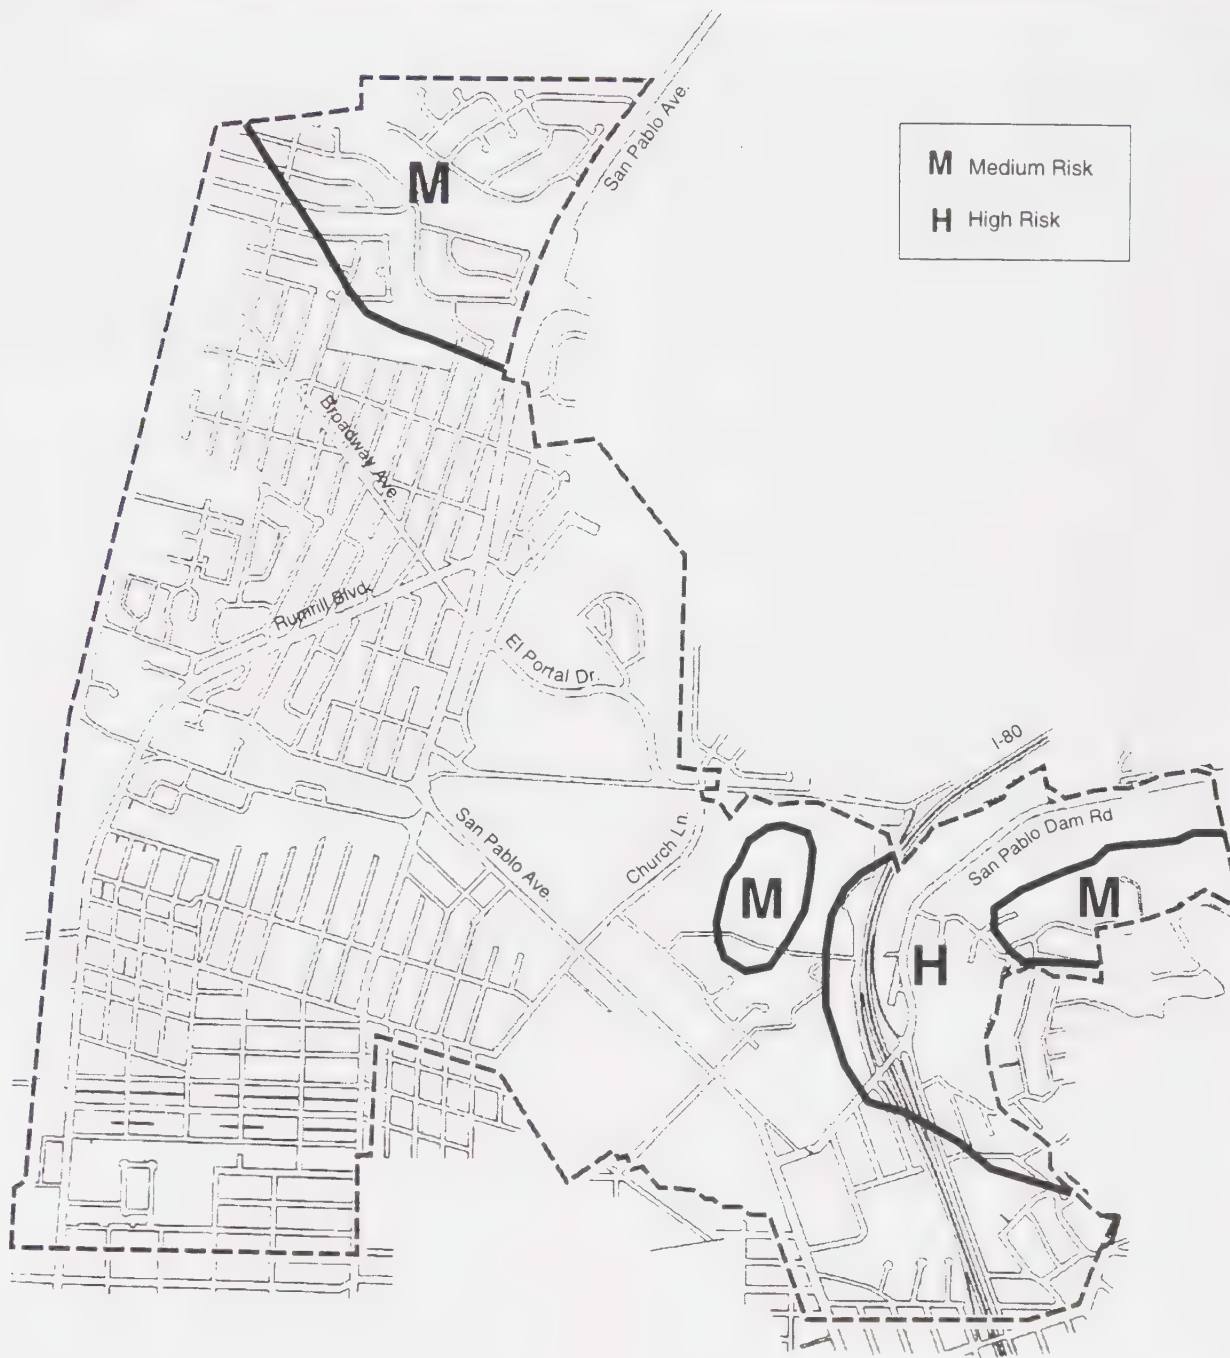 San Pablo Ave.
M Medium Risk
H High Risk
M
Broadway Ave.
Rumrill Blvd.
El Portal Dr.
I-80
San Pablo Ave.
Church Ln.
San Pablo Dam Rd
M
M
H